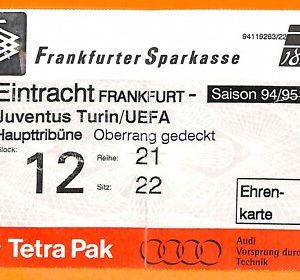 94119263/22
Frankfurter Sparkasse 18
Eintracht FRANKFURT - Saison 94/95
Juventus Turin/UEFA
Haupttribüne Oberrang gedeckt
Block: 12 Reihe: 21
Sitz: 22
Ehren-
karte
Tetra Pak
Audi
Vorsprung durch
Technik